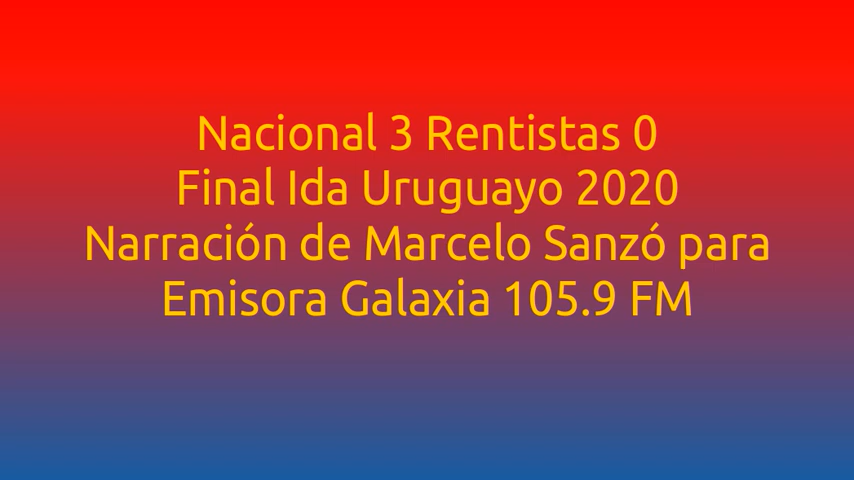 Nacional 3 Rentistas 0
Final Ida Uruguayo 2020
Narración de Marcelo Sanzó para
Emisora Galaxia 105.9 FM